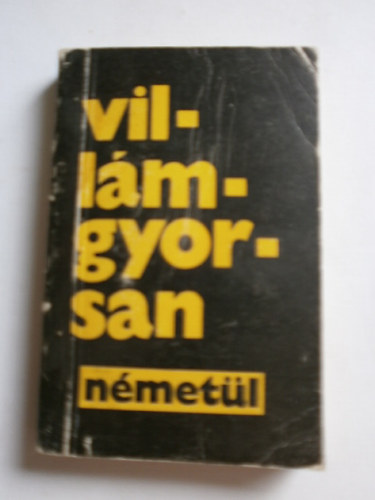 vil-
lám-
gyor-
san
németül